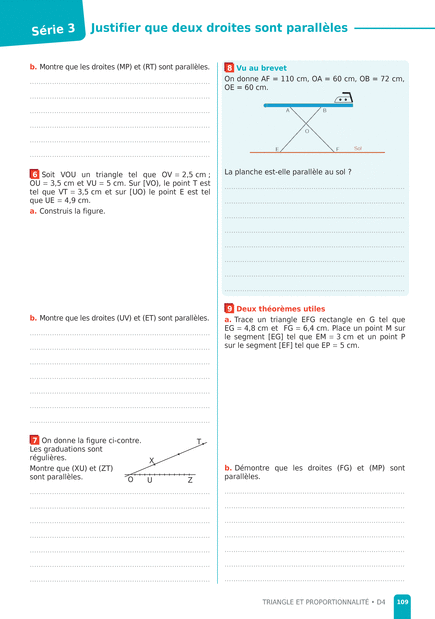 Série 3
Justifier que deux droites sont parallèles
b. Montre que les droites (MP) et (RT) sont parallèles.
6 Soit VOU un triangle tel que OV = 2,5 cm ;
OU = 3,5 cm et VU = 5 cm. Sur [VO), le point T est
tel que VT = 3,5 cm et sur [UO) le point E est tel
que UE = 4,9 cm.
a. Construis la figure.
b. Montre que les droites (UV) et (ET) sont parallèles.
7 On donne la figure ci-contre.
Les graduations sont
régulières.
Montre que (XU) et (ZT)
sont parallèles.
T
X
O U Z
8 Vu au brevet
On donne AF = 110 cm, OA = 60 cm, OB = 72 cm,
OE = 60 cm.
A B
O
E F Sol
La planche est-elle parallèle au sol ?
9 Deux théorèmes utiles
a. Trace un triangle EFG rectangle en G tel que
EG = 4,8 cm et FG = 6,4 cm. Place un point M sur
le segment [EG] tel que EM = 3 cm et un point P
sur le segment [EF] tel que EP = 5 cm.
b. Démontre que les droites (FG) et (MP) sont
parallèles.
TRIANGLE ET PROPORTIONNALITÉ • D4 109